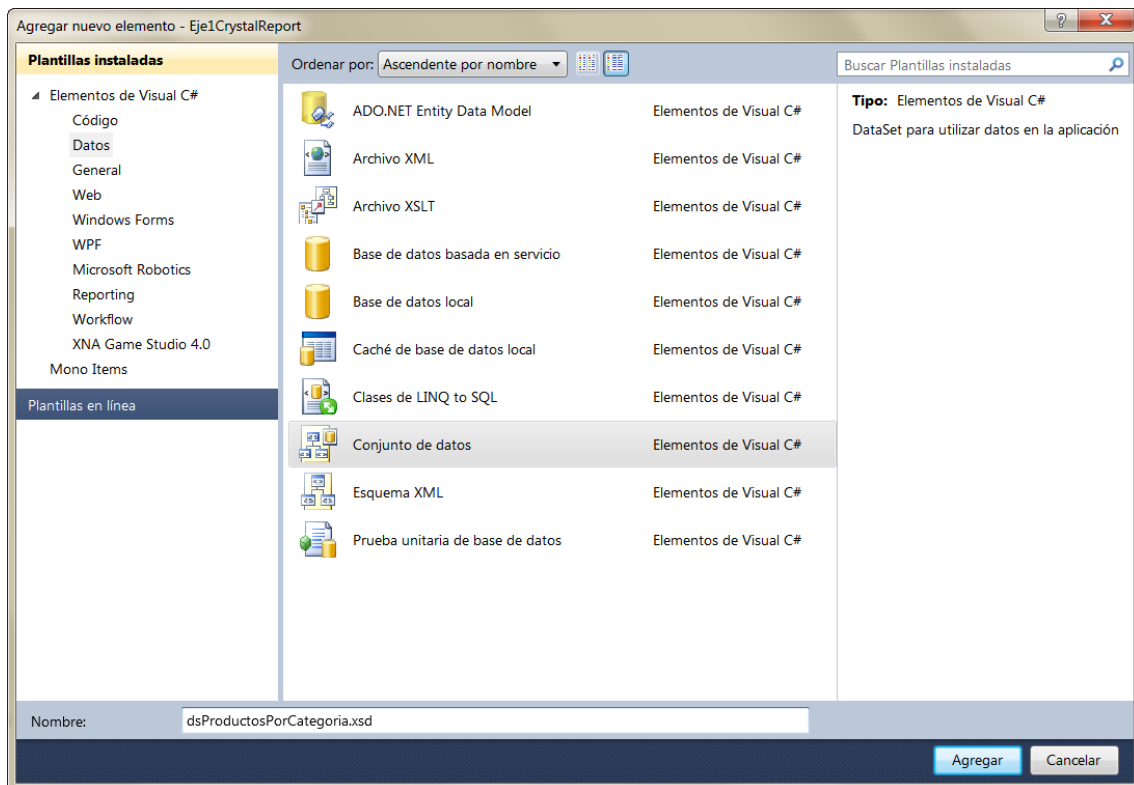 Agregar nuevo elemento - Eje1CrystalReport
Plantillas instaladas
Elementos de Visual C#
Código
Datos
General
Web
Windows Forms
WPF
Microsoft Robotics
Reporting
Workflow
XNA Game Studio 4.0
Mono Items
Plantillas en línea
Ordenar por: Ascendente por nombre
ADO.NET Entity Data Model Elementos de Visual C#
Archivo XML Elementos de Visual C#
Archivo XSLT Elementos de Visual C#
Base de datos basada en servicio Elementos de Visual C#
Base de datos local Elementos de Visual C#
Caché de base de datos local Elementos de Visual C#
Clases de LINQ to SQL Elementos de Visual C#
Conjunto de datos Elementos de Visual C#
Esquema XML Elementos de Visual C#
Prueba unitaria de base de datos Elementos de Visual C#
Buscar Plantillas instaladas
Tipo: Elementos de Visual C#
DataSet para utilizar datos en la aplicación
Nombre: dsProductosPorCategoria.xsd
Agregar Cancelar